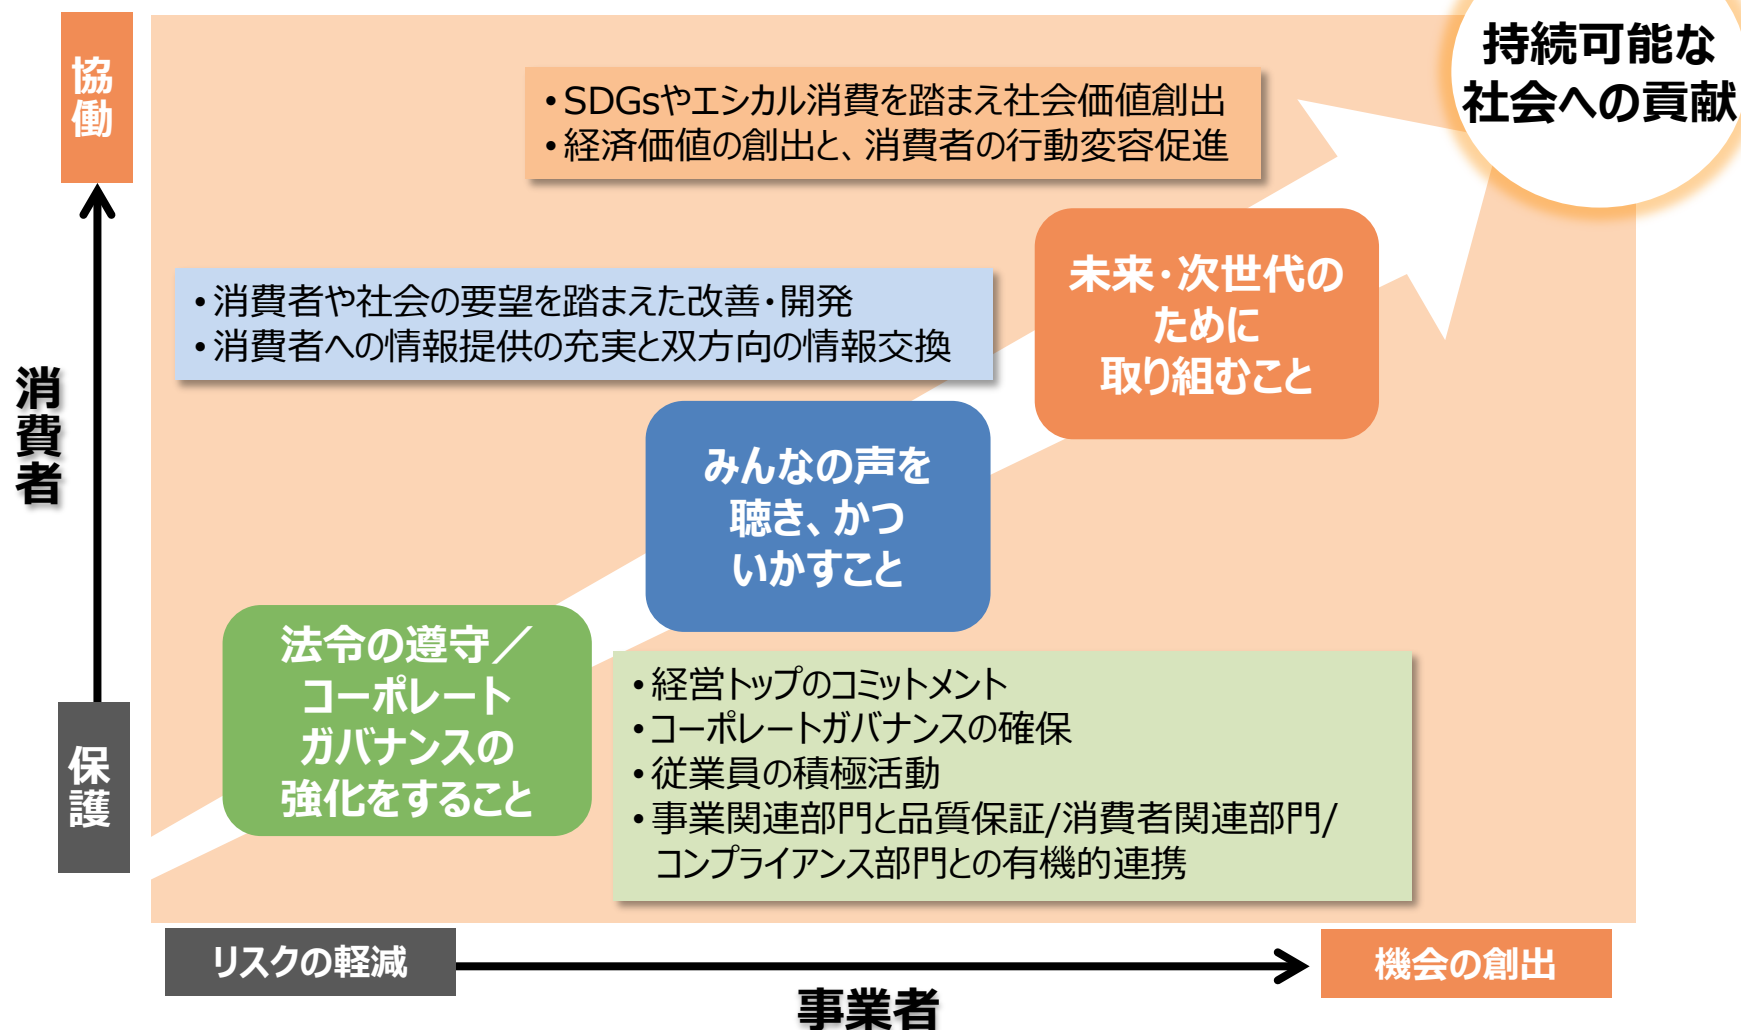 持続可能な
社会への貢献
協働
・SDGsやエシカル消費を踏まえ社会価値創出
・経済価値の創出と、消費者の行動変容促進
未来・次世代の
ために
取り組むこと
・消費者や社会の要望を踏まえた改善・開発
・消費者への情報提供の充実と双方向の情報交換
消費者
みんなの声を
聴き、かつ
いかすこと
法令の遵守／
コーポレート
ガバナンスの
強化をすること
・経営トップのコミットメント
・コーポレートガバナンスの確保
・従業員の積極活動
・事業関連部門と品質保証/消費者関連部門/
コンプライアンス部門との有機的連携
保護
リスクの軽減
機会の創出
事業者